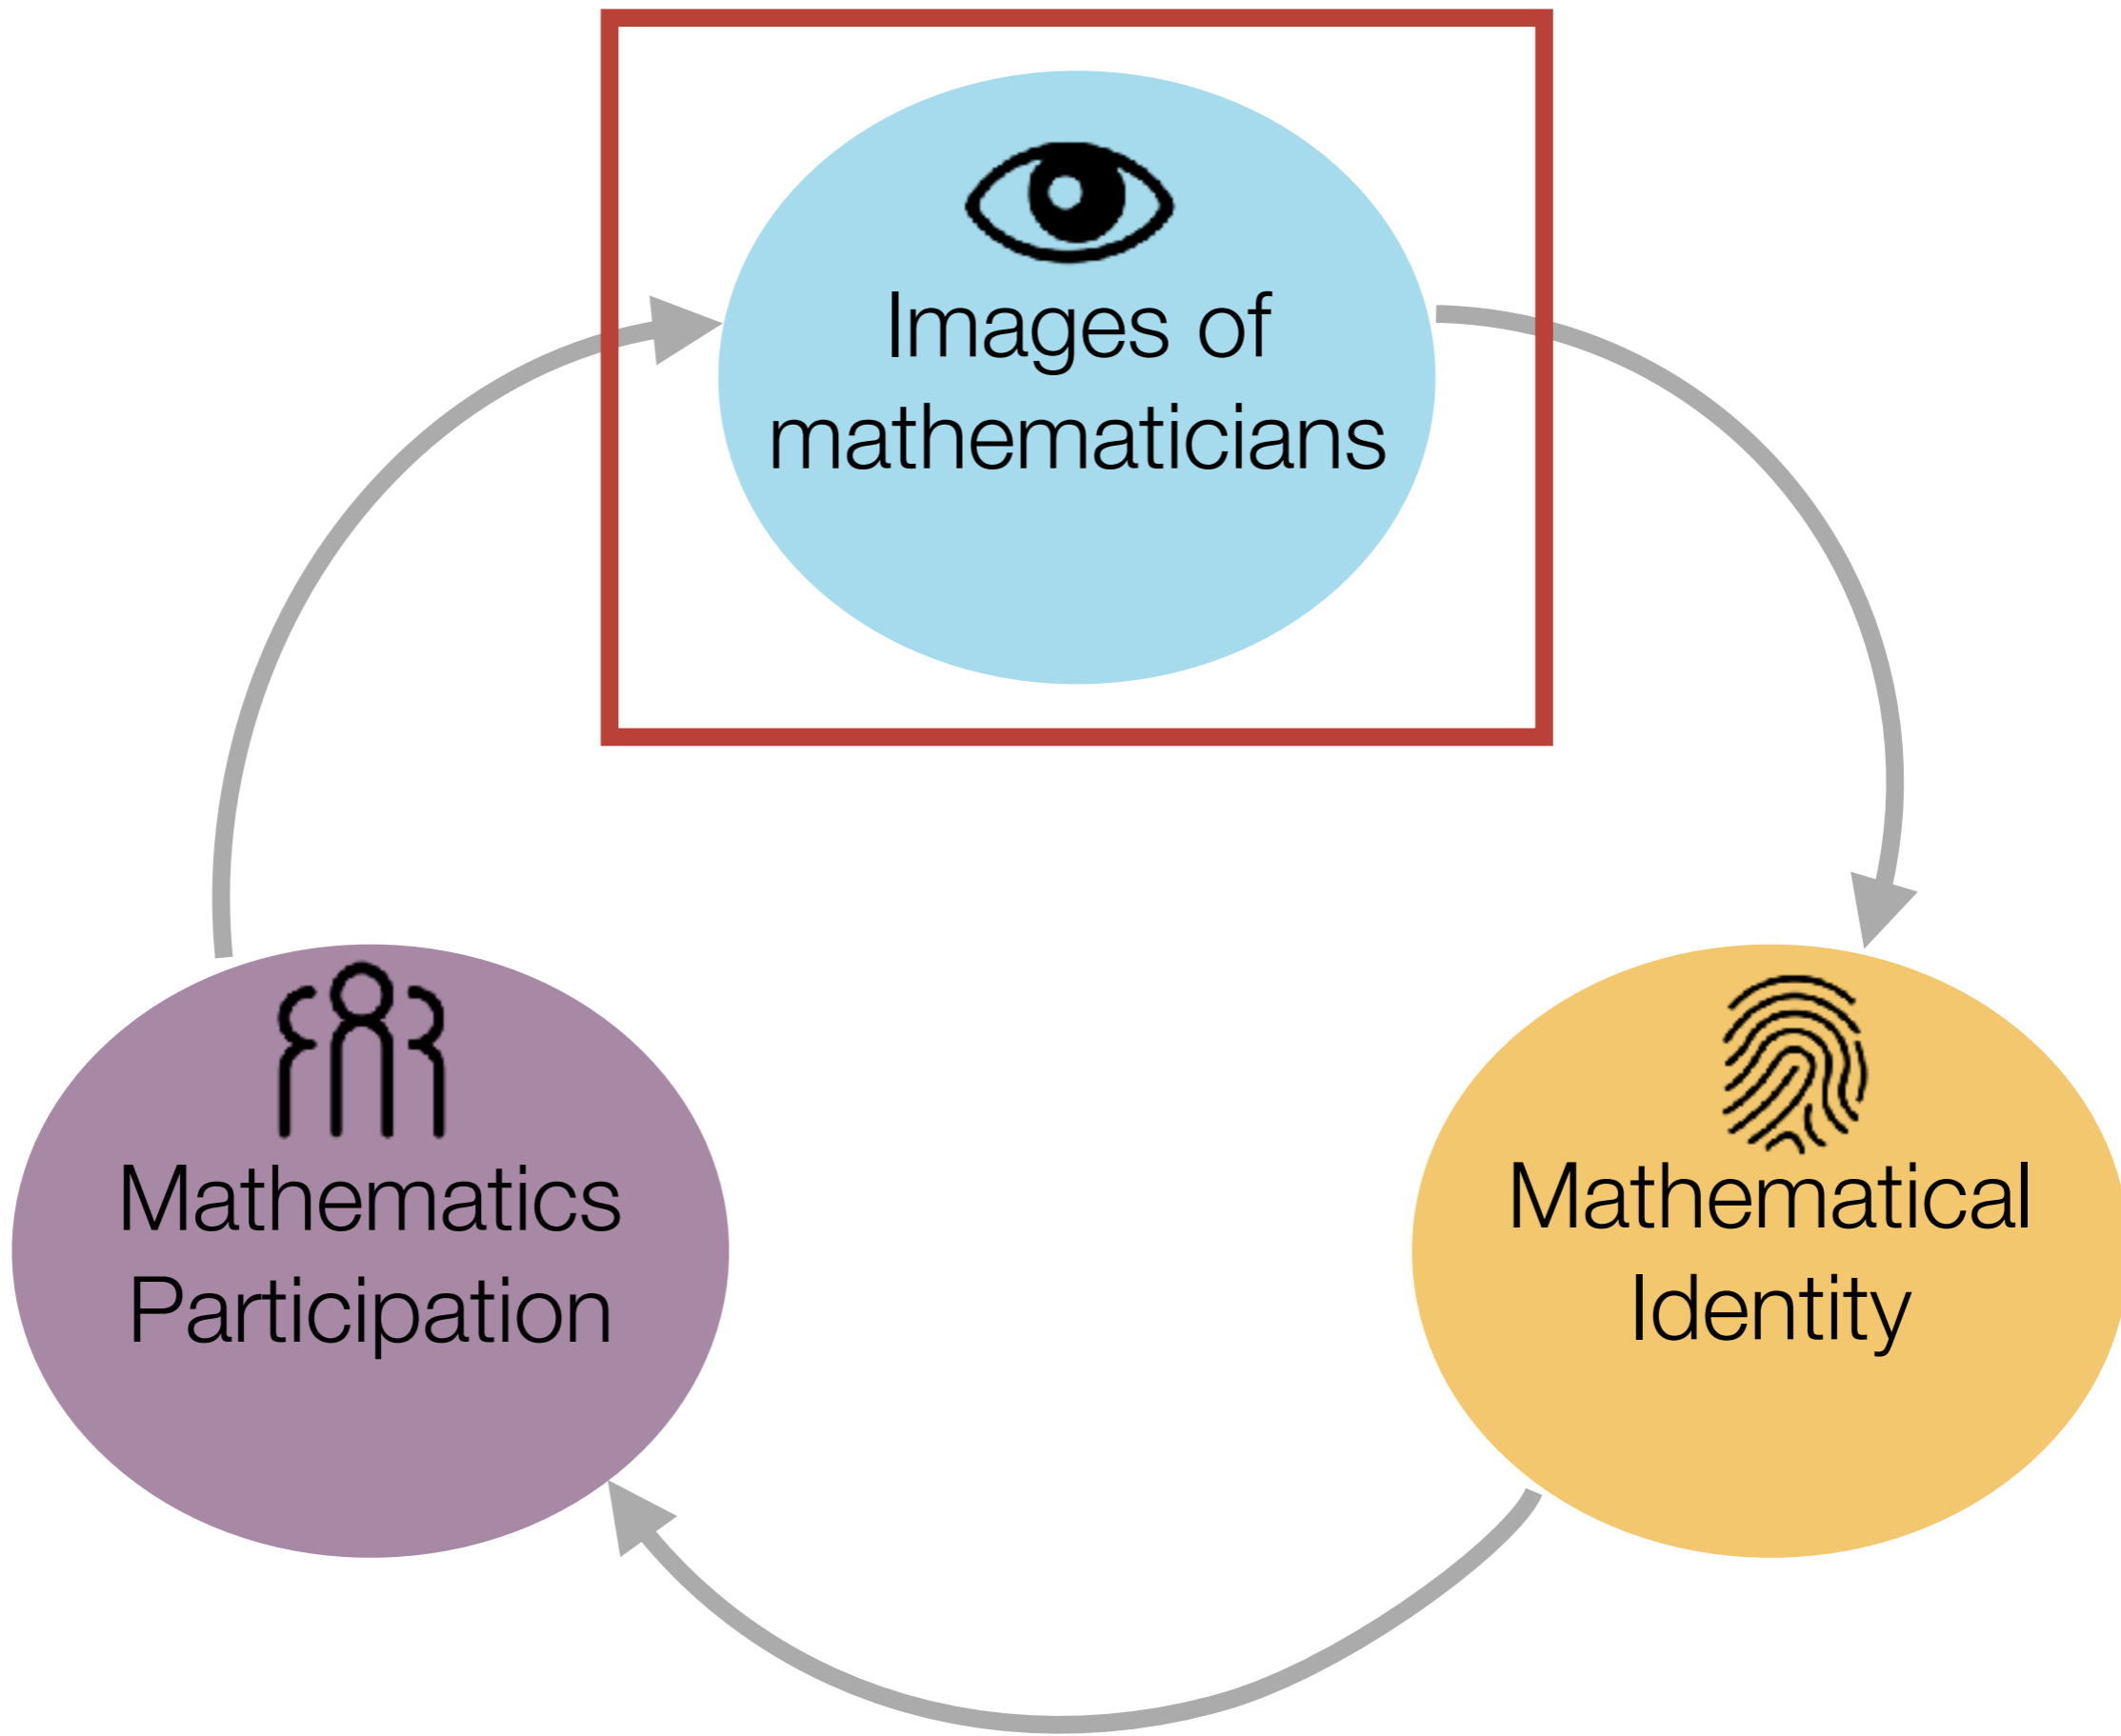 Images of
mathematicians
Mathematics
Participation
Mathematical
Identity